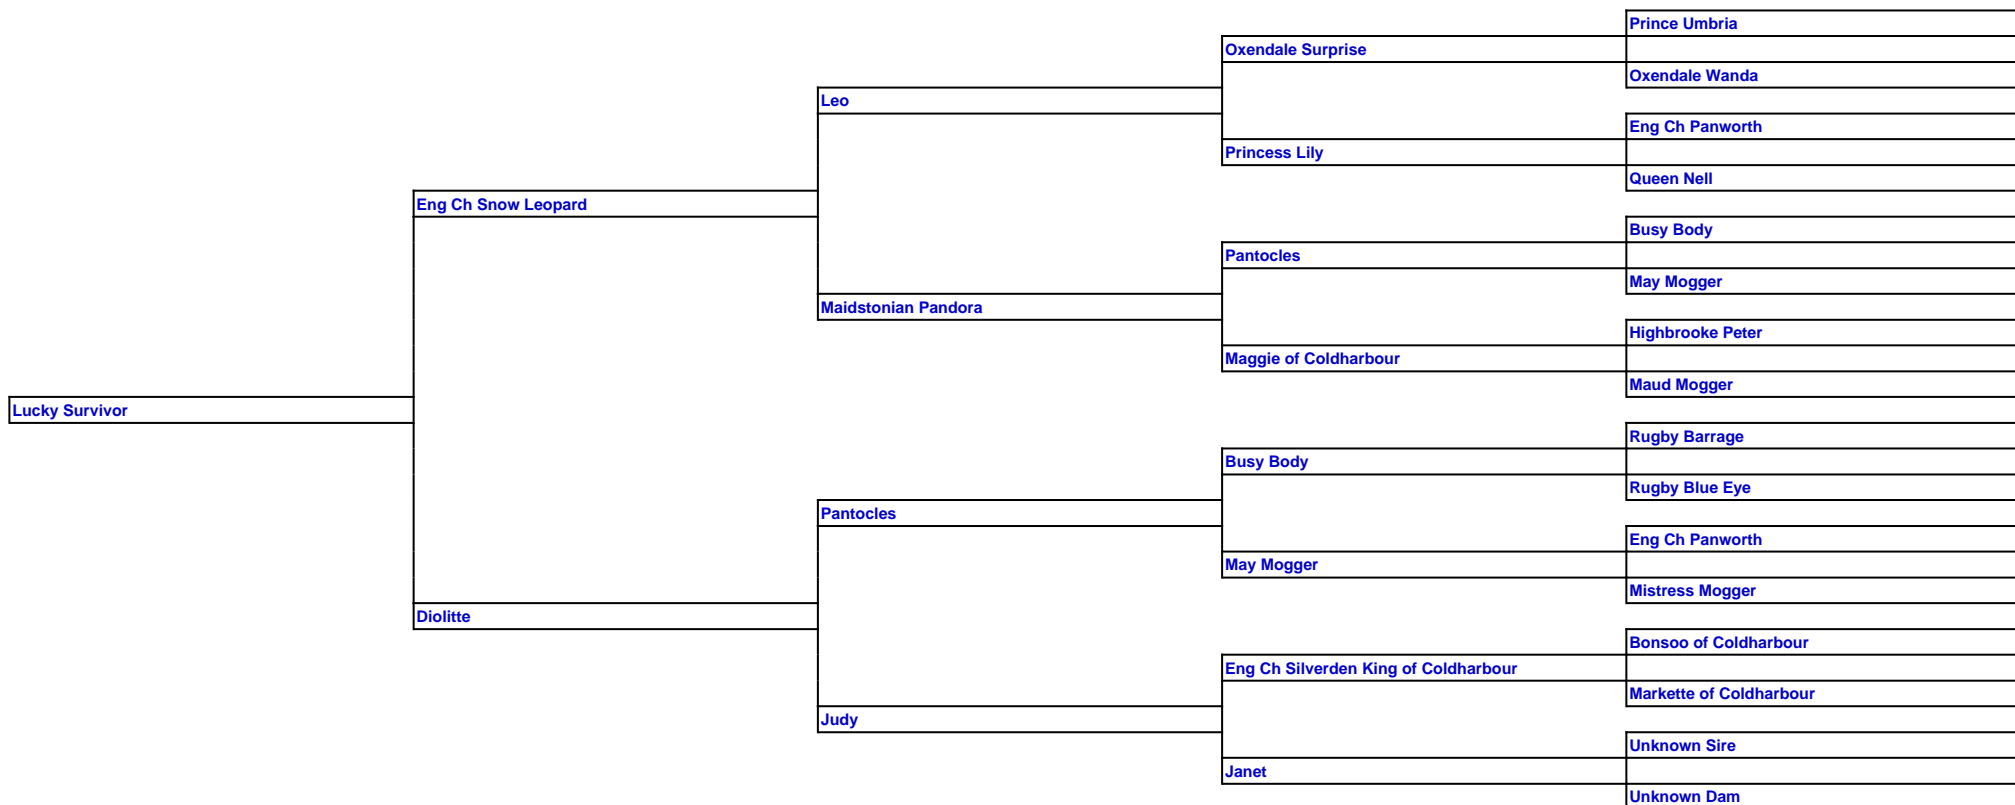 Prince Umbria
Oxendale Surprise
Oxendale Wanda
Leo
Eng Ch Panworth
Princess Lily
Queen Nell
Eng Ch Snow Leopard
Busy Body
Pantocles
May Mogger
Maidstonian Pandora
Highbrooke Peter
Maggie of Coldharbour
Maud Mogger
Lucky Survivor
Rugby Barrage
Busy Body
Rugby Blue Eye
Pantocles
Eng Ch Panworth
May Mogger
Mistress Mogger
Diolitte
Bonsoo of Coldharbour
Eng Ch Silverden King of Coldharbour
Markette of Coldharbour
Judy
Unknown Sire
Janet
Unknown Dam